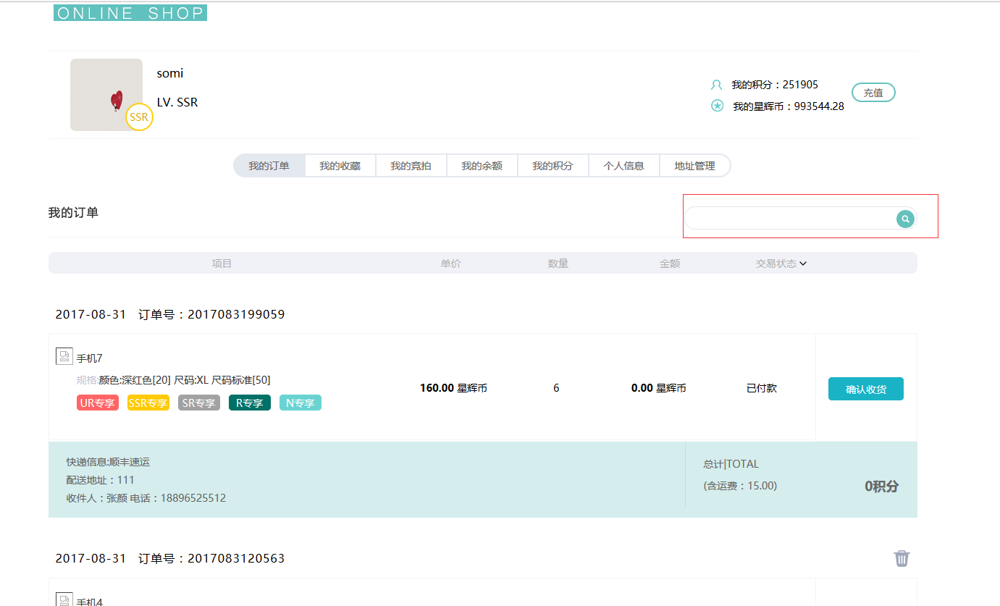 ONLINE SHOP
somi
LV. SSR
SSR
我的积分：251905
我的星辉币：993544.28
充值
我的订单 我的收藏 我的竞拍 我的余额 我的积分 个人信息 地址管理
我的订单
项目 单价 数量 金额 交易状态
2017-08-31 订单号：2017083199059
手机7
规格:颜色:深红色[20] 尺码:XL 尺码标准[50]
UR专享 SSR专享 SR专享 R专享 N专享
160.00 星辉币 6 0.00 星辉币 已付款 确认收货
快递信息:顺丰速运
配送地址：111
收件人：张颜 电话：18896525512
总计|TOTAL
(含运费：15.00)
0积分
2017-08-31 订单号：2017083120563
手机4